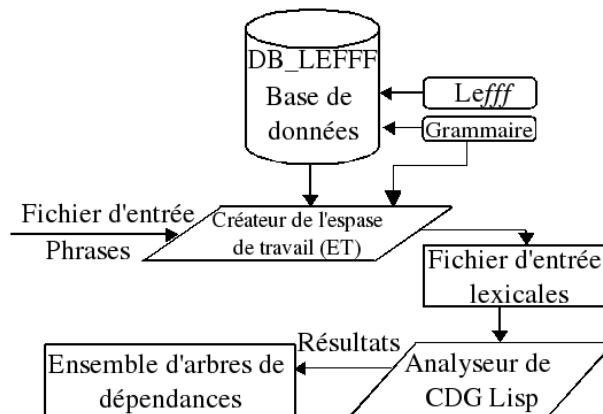 DB_LEFFF
Base de
données
Lefff
Grammaire
Fichier d'entrée
Phrases
Créateur de l'espase
de travail (ET)
Fichier d'entrée
lexicales
Résultats
Ensemble d'arbres de
dépendances
Analyseur de
CDG Lisp